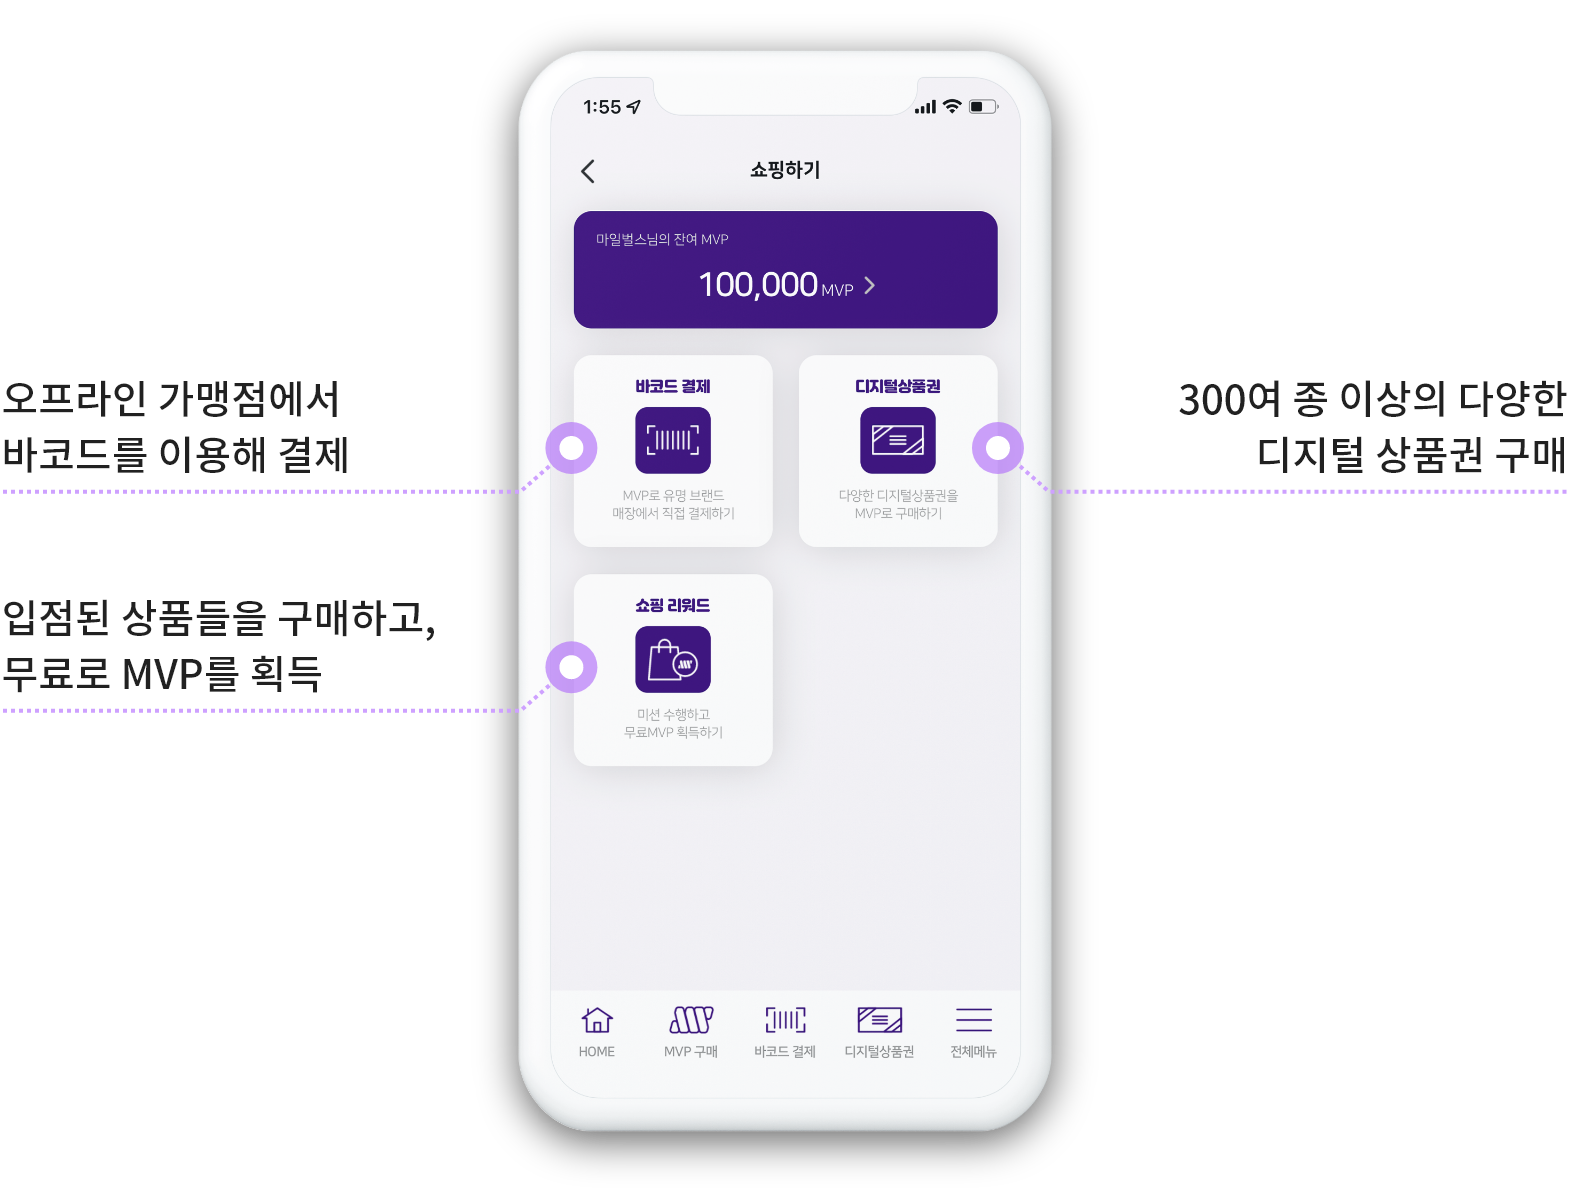 1:55
쇼핑하기
마일벌스님의 잔여 MVP
100,000 MVP
오프라인 가맹점에서
바코드를 이용해 결제
바코드 결제
MVP로 유명 브랜드
매장에서 직접 결제하기
디지털상품권
다양한 디지털상품권을
MVP로 구매하기
300여 종 이상의 다양한
디지털 상품권 구매
입점된 상품들을 구매하고,
무료로 MVP를 획득
쇼핑 리워드
미션 수행하고
무료MVP 획득하기
HOME
MVP 구매
바코드 결제
디지털상품권
전체메뉴